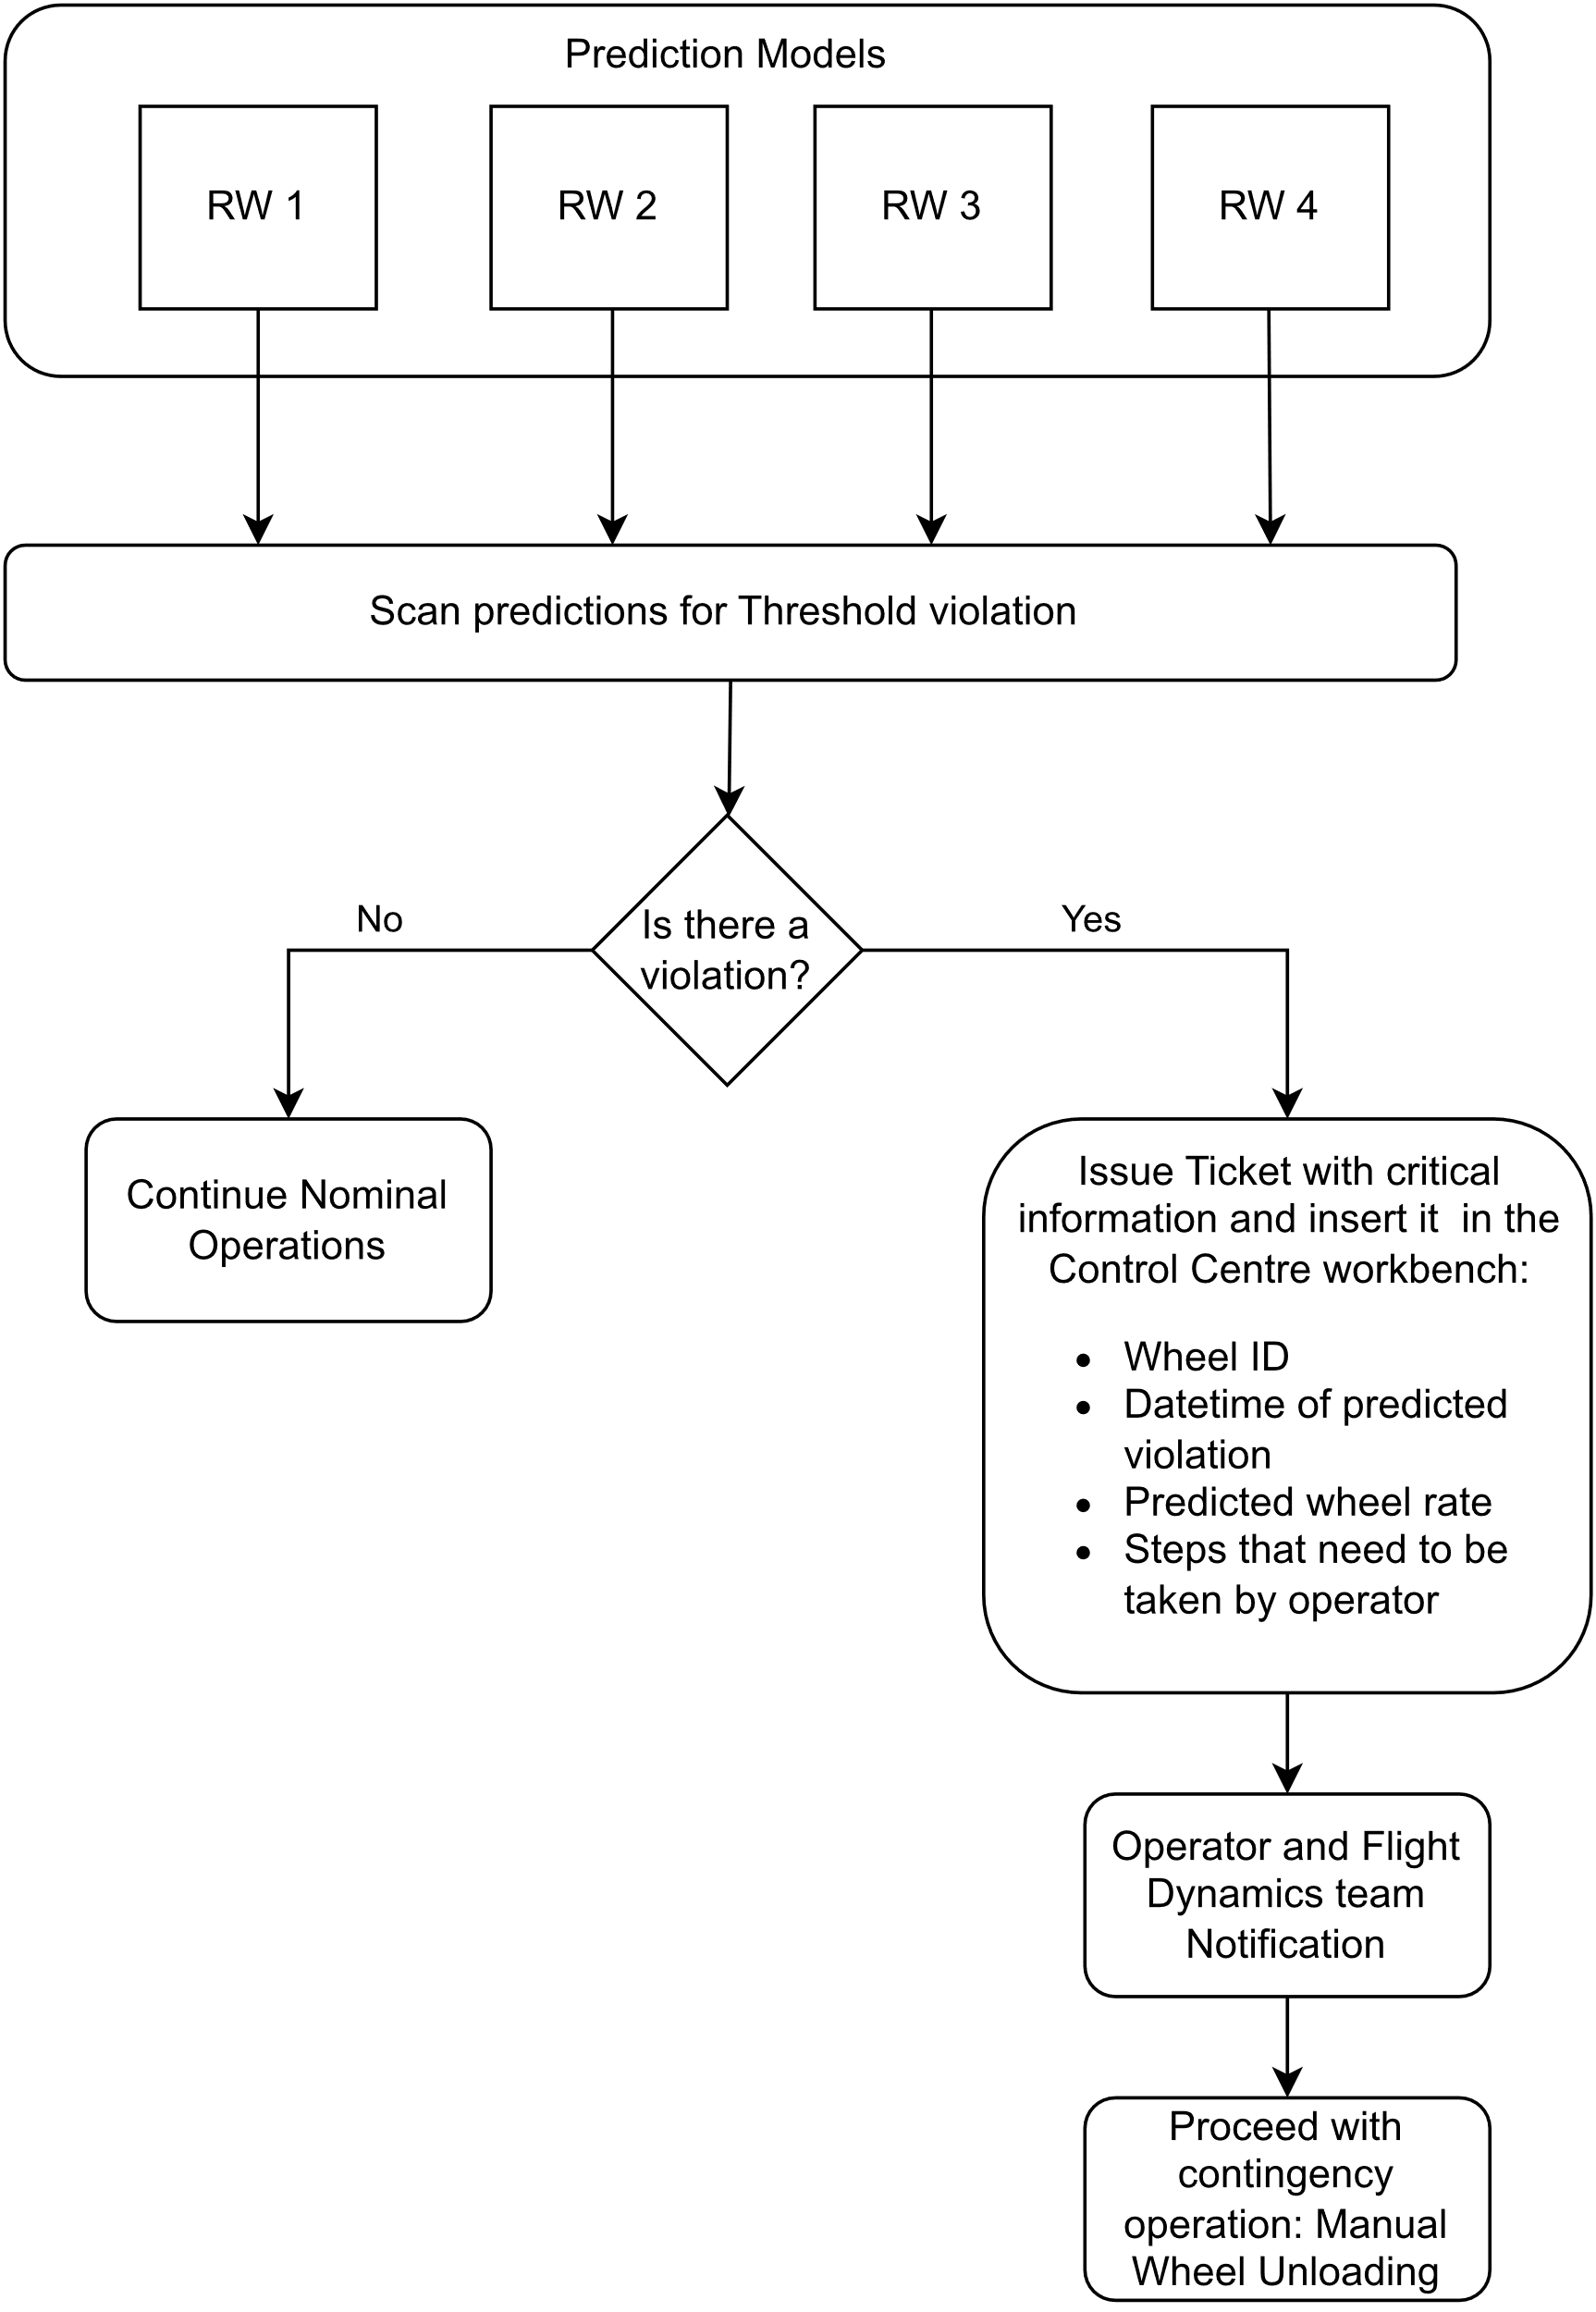 Prediction Models
RW 1
RW 2
RW 3
RW 4
Scan predictions for Threshold violation
Is there a
violation?
No
Yes
Continue Nominal
Operations
Issue Ticket with critical
information and insert it  in the
Control Centre workbench:
• Wheel ID
• Datetime of predicted
violation
• Predicted wheel rate
• Steps that need to be
taken by operator
Operator and Flight
Dynamics team
Notification
Proceed with
contingency
operation: Manual
Wheel Unloading